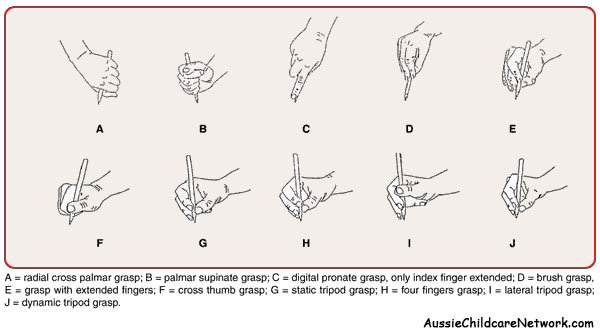 A B C D E
F G H I J
A = radial cross palmar grasp; B = palmar supinate grasp; C = digital pronate grasp, only index finger extended; D = brush grasp,
E = grasp with extended fingers; F = cross thumb grasp; G = static tripod grasp; H = four fingers grasp; I = lateral tripod grasp;
J = dynamic tripod grasp.
AussieChildcareNetwork.com